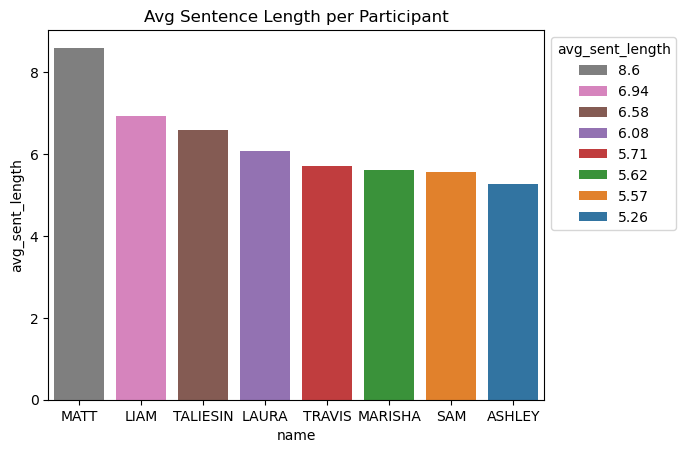 Avg Sentence Length per Participant
avg_sent_length
8
6
4
2
0
MATT LIAM TALIESIN LAURA TRAVIS MARISHA SAM ASHLEY
name
avg_sent_length
8.6
6.94
6.58
6.08
5.71
5.62
5.57
5.26